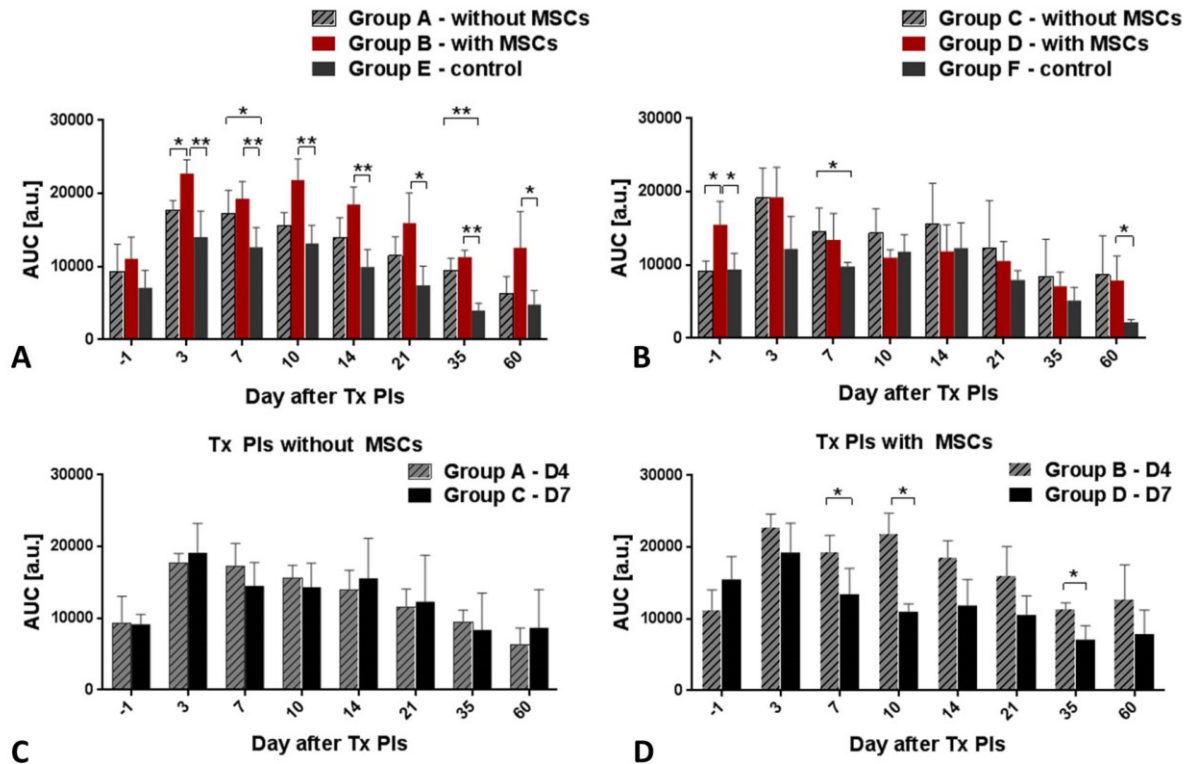 Group A - without MSCs
Group B - with MSCs
Group E - control
AUC [a.u.]
30000
20000
10000
0
* ** * ** ** ** * ** ** *
-1 3 7 10 14 21 35 60
Day after Tx PIs
A
Group C - without MSCs
Group D - with MSCs
Group F - control
AUC [a.u.]
30000
20000
10000
0
* * * *
-1 3 7 10 14 21 35 60
Day after Tx PIs
B
Tx PIs without MSCs
Group A - D4
Group C - D7
AUC [a.u.]
30000
20000
10000
0
-1 3 7 10 14 21 35 60
Day after Tx PIs
C
Tx PIs with MSCs
Group B - D4
Group D - D7
AUC [a.u.]
30000
20000
10000
0
* * *
-1 3 7 10 14 21 35 60
Day after Tx PIs
D